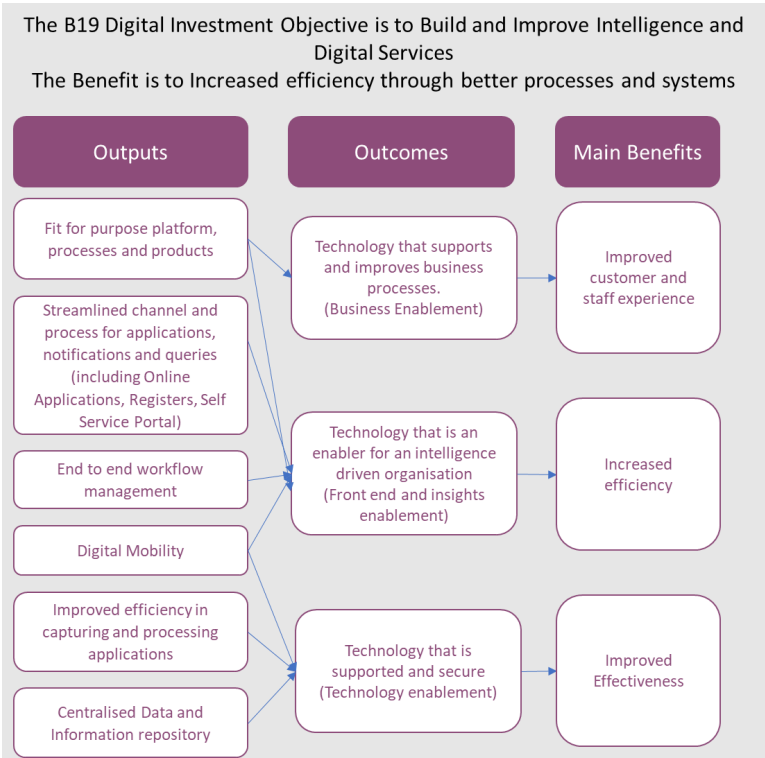 The B19 Digital Investment Objective is to Build and Improve Intelligence and
Digital Services
The Benefit is to Increased efficiency through better processes and systems
Outputs
Outcomes
Main Benefits
Fit for purpose platform,
processes and products
Streamlined channel and
process for applications,
notifications and queries
(including Online
Applications, Registers, Self
Service Portal)
End to end workflow
management
Digital Mobility
Improved efficiency in
capturing and processing
applications
Centralised Data and
Information repository
Technology that supports
and improves business
processes.
(Business Enablement)
Technology that is an
enabler for an intelligence
driven organisation
(Front end and insights
enablement)
Technology that is
supported and secure
(Technology enablement)
Improved
customer and
staff experience
Increased
efficiency
Improved
Effectiveness